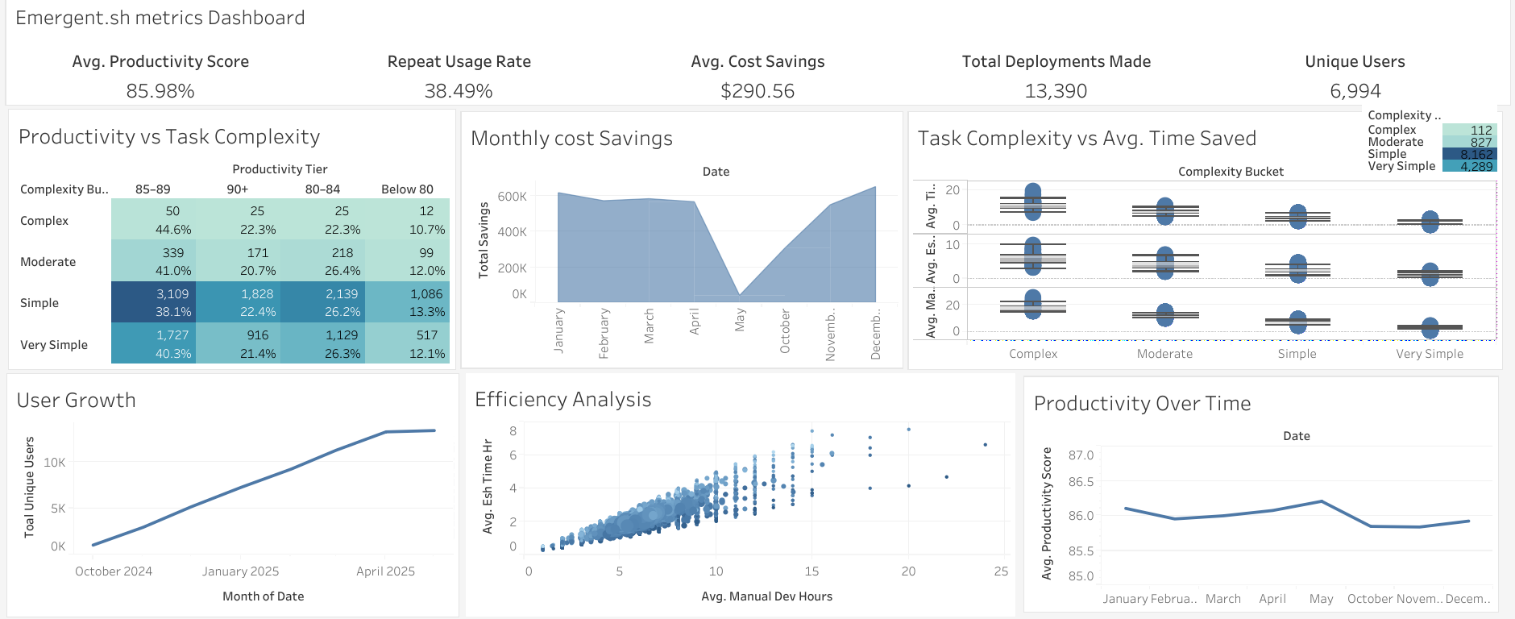 Emergent.sh metrics Dashboard
Avg. Productivity Score
85.98%
Repeat Usage Rate
38.49%
Avg. Cost Savings
$290.56
Total Deployments Made
13,390
Unique Users
6,994
Productivity vs Task Complexity
Productivity Tier
Complexity Bu.. 85–89 90+ 80–84 Below 80
Complex 50 25 25 12
44.6% 22.3% 22.3% 10.7%
Moderate 339 171 218 99
41.0% 20.7% 26.4% 12.0%
Simple 3,109 1,828 2,139 1,086
38.1% 22.4% 26.2% 13.3%
Very Simple 1,727 916 1,129 517
40.3% 21.4% 26.3% 12.1%
Monthly cost Savings
Date
Total Savings
600K
400K
200K
0K
January February March April May October Novemb.. Decemb..
Task Complexity vs Avg. Time Saved
Complexity ..
Complex 112
Moderate 827
Simple 8,162
Very Simple 4,289
Complexity Bucket
Avg. Ti..
20
0
Avg. Es..
10
0
Avg. Ma..
20
0
Complex Moderate Simple Very Simple
User Growth
Toal Unique Users
10K
5K
0K
October 2024 January 2025 April 2025
Month of Date
Efficiency Analysis
Avg. Esh Time Hr
8
6
4
2
0
0 5 10 15 20 25
Avg. Manual Dev Hours
Productivity Over Time
Date
Avg. Productivity Score
87.0
86.5
86.0
85.5
85.0
January Februa.. March April May October Novem.. Decem..